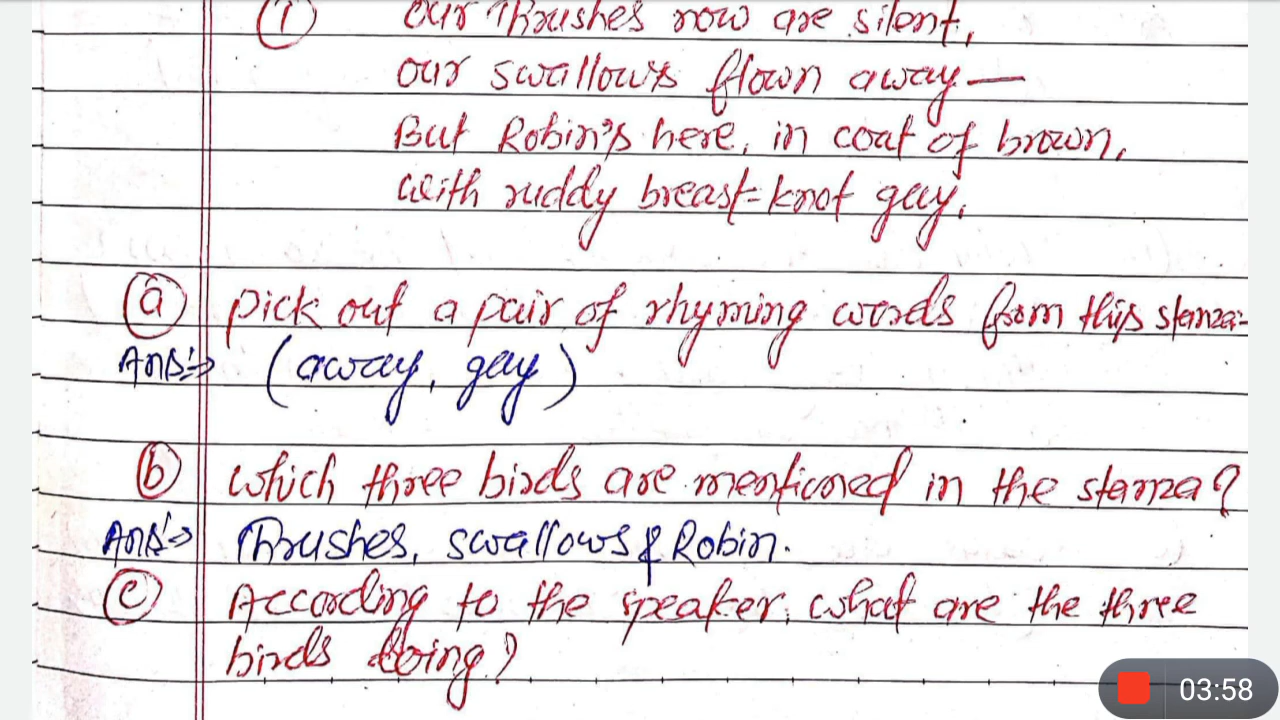 1 Our Thrushes now are silent,
our swallows flown away—
But Robin's here, in coat of brown,
with ruddy breast-knot gay.
a pick out a pair of rhyming words from this stanza:-
Ans:→ (away, gay)
b which three birds are mentioned in the stanza?
Ans:→ Thrushes, swallows & Robin.
c According to the speaker, what are the three
birds doing?
03:58